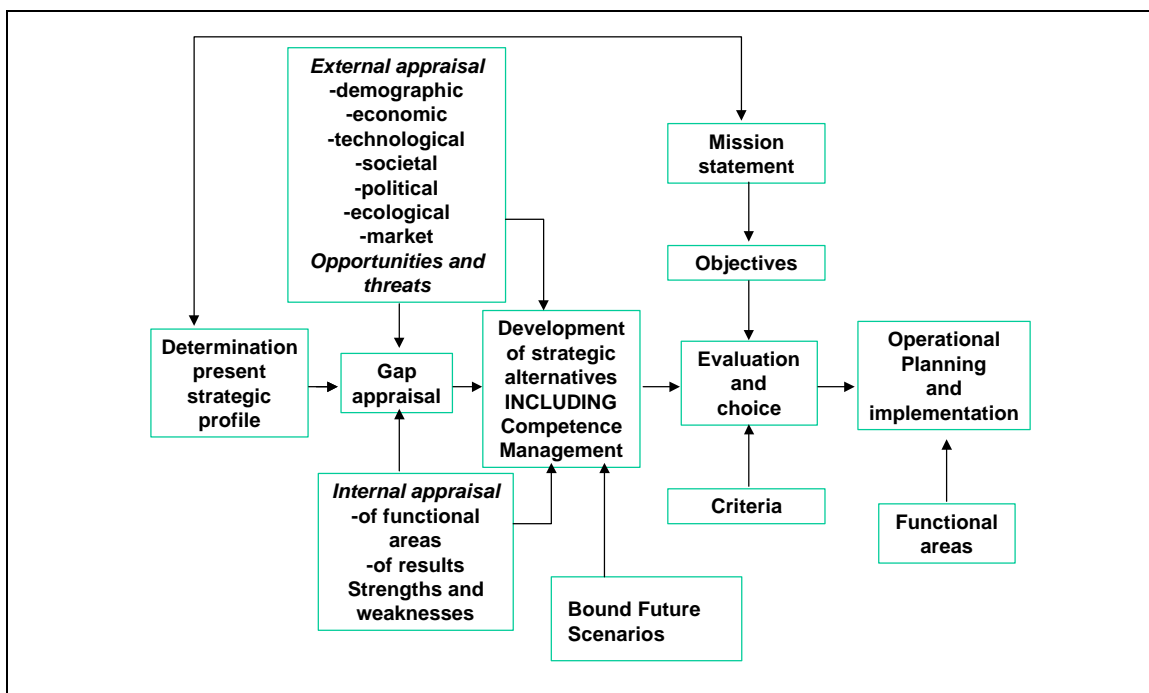 External appraisal
-demographic
-economic
-technological
-societal
-political
-ecological
-market
Opportunities and
threats
Mission
statement
Objectives
Determination
present
strategic
profile
Gap
appraisal
Development
of strategic
alternatives
INCLUDING
Competence
Management
Evaluation
and
choice
Operational
Planning
and
implementation
Internal appraisal
-of functional
areas
-of results
Strengths and
weaknesses
Bound Future
Scenarios
Criteria
Functional
areas